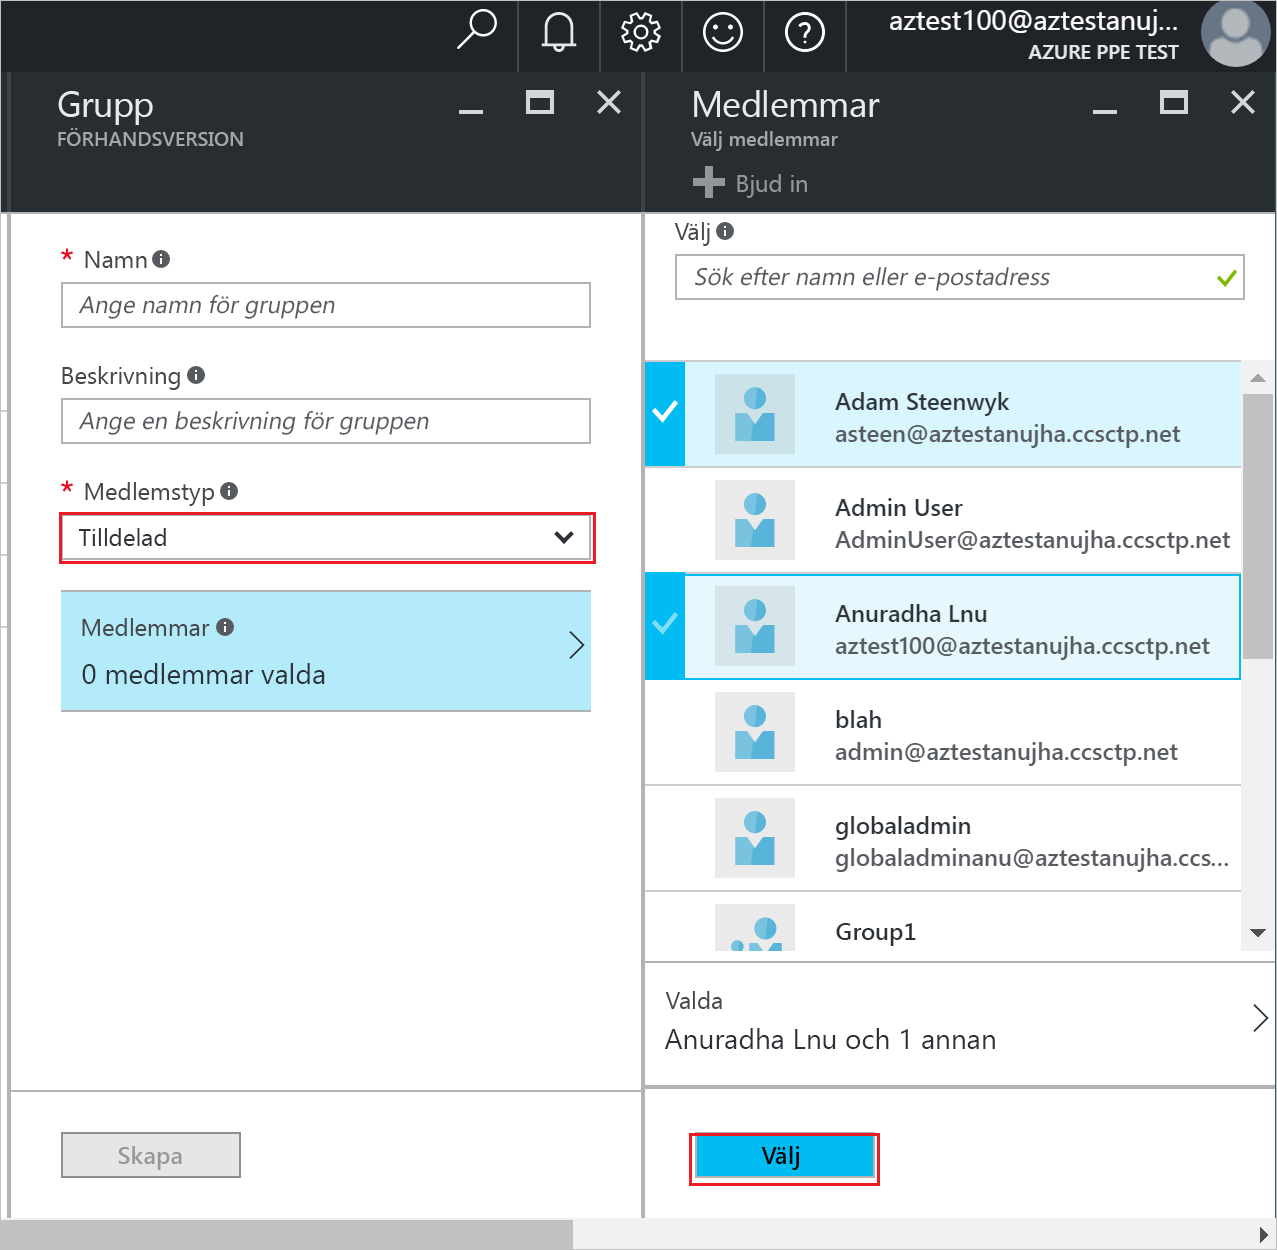 aztest100@aztestanuj...
AZURE PPE TEST
Grupp
FÖRHANDSVERSION
Namn
Ange namn för gruppen
Beskrivning
Ange en beskrivning för gruppen
Medlemstyp
Tilldelad
Medlemmar
0 medlemmar valda
Skapa
Medlemmar
Välj medlemmar
Bjud in
Välj
Sök efter namn eller e-postadress
Adam Steenwyk
asteen@aztestanujha.ccsctp.net
Admin User
AdminUser@aztestanujha.ccsctp.net
Anuradha Lnu
aztest100@aztestanujha.ccsctp.net
blah
admin@aztestanujha.ccsctp.net
globaladmin
globaladminanu@aztestanujha.ccs...
Group1
Valda
Anuradha Lnu och 1 annan
Välj